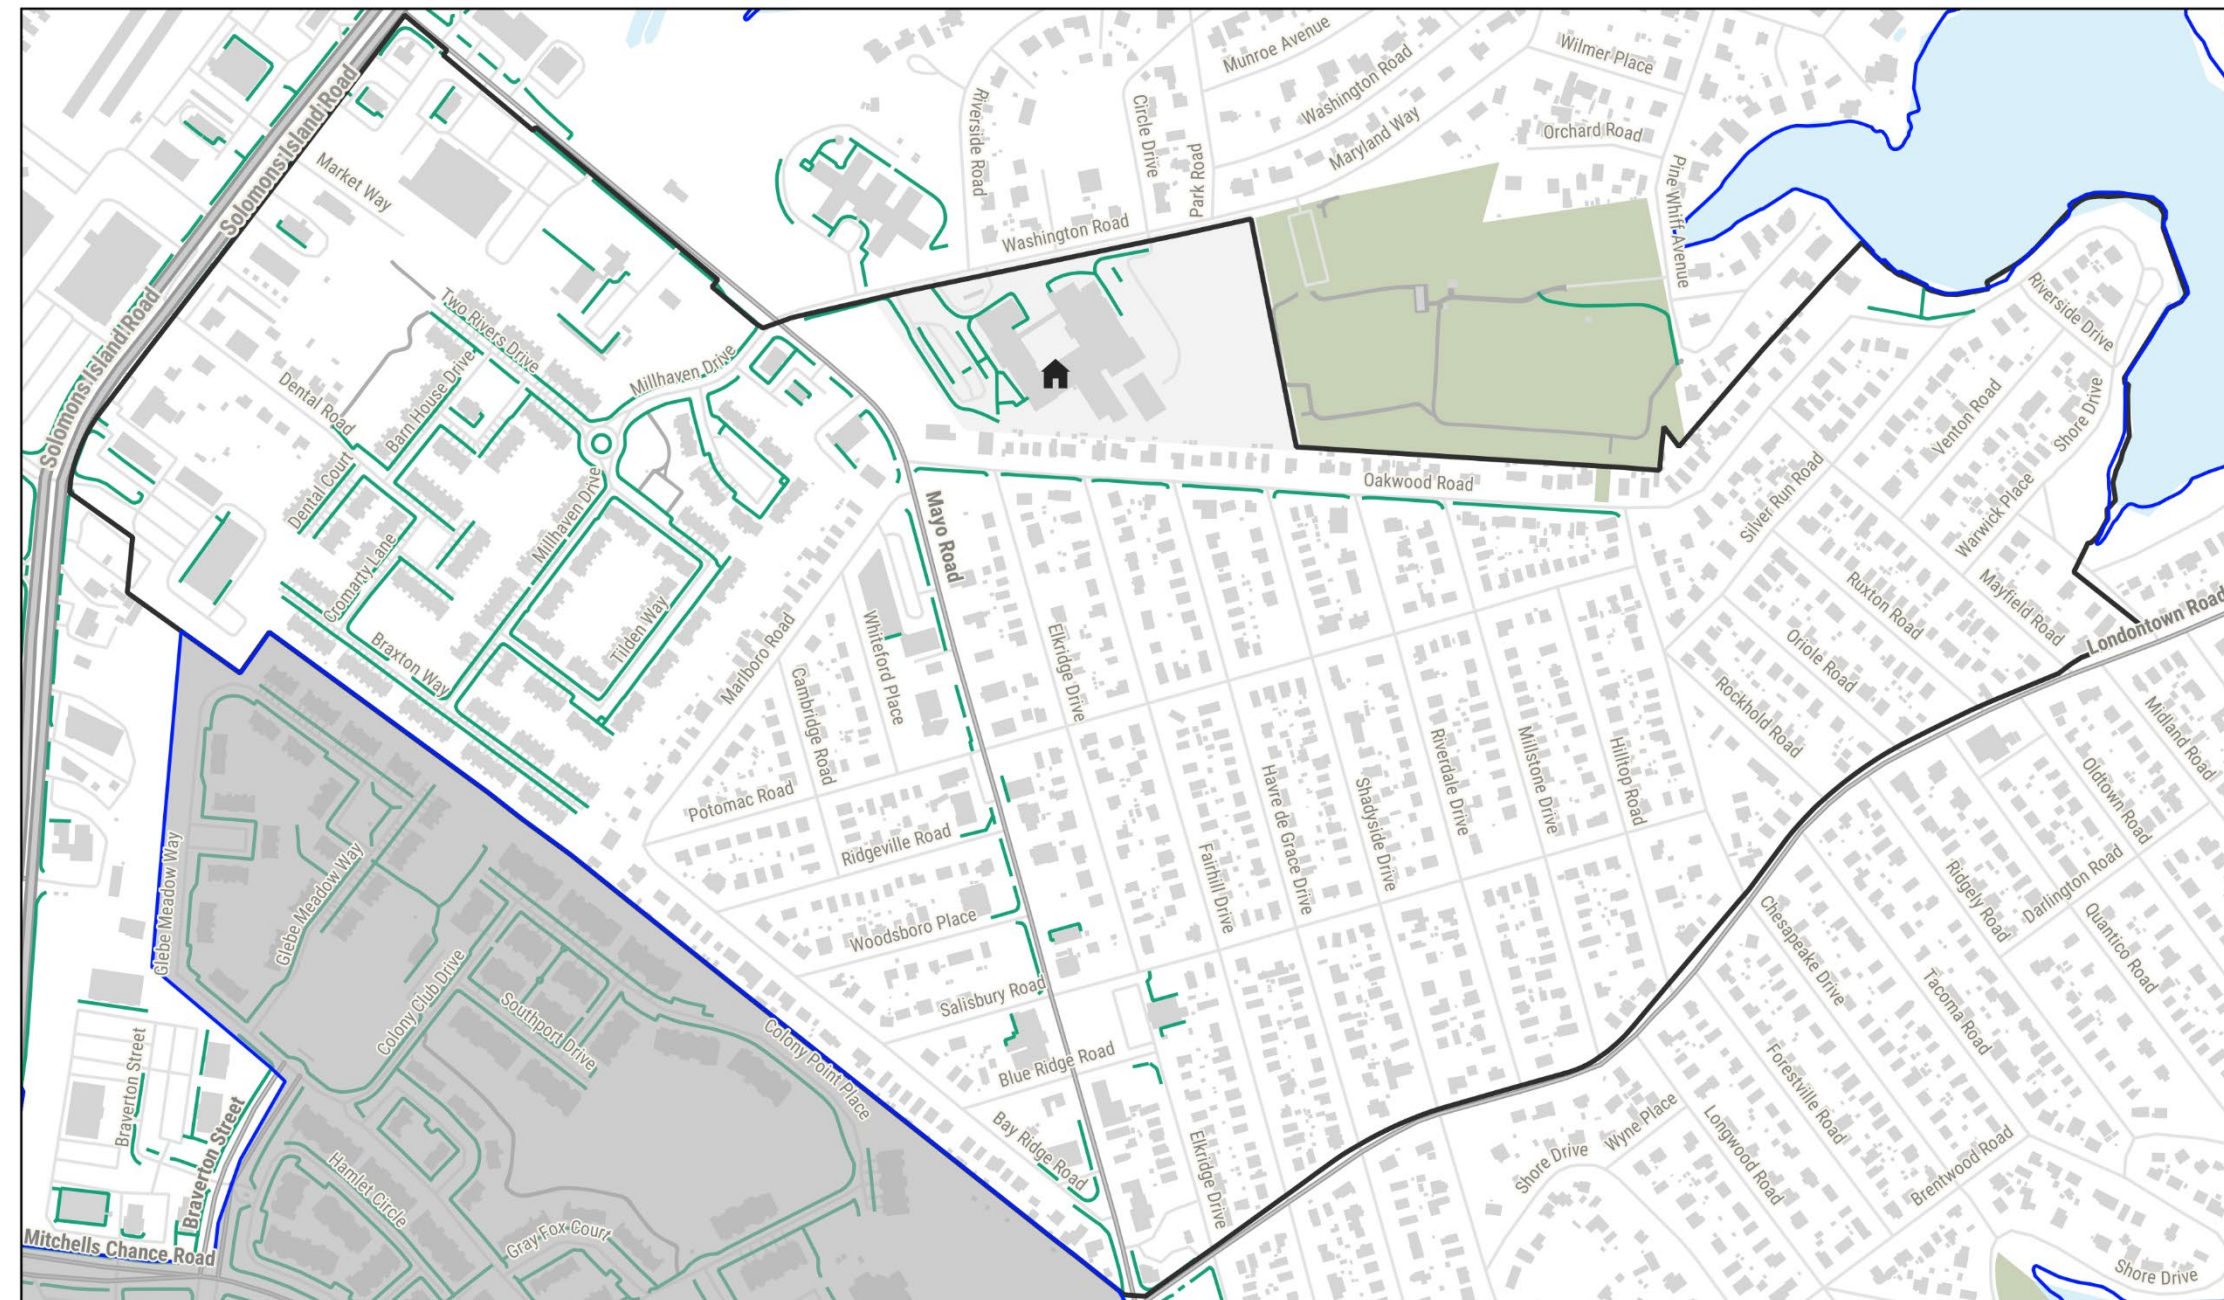 Munroe Avenue
Wilmer Place
Washington Road
Solomons Island Road
Riverside Road
Circle Drive
Park Road
Maryland Way
Orchard Road
Market Way
Pine Whiff Avenue
Washington Road
Riverside Drive
Two Rivers Drive
Solomons Island Road
Millhaven Drive
Dental Road
Barn House Drive
Venton Road
Shore Drive
Solomons Island Road
Oakwood Road
Dental Court
Millhaven Drive
Mayo Road
Silver Run Road
Warwick Place
Cromarty Lane
Mayfield Road
Ruxton Road
Londontown Road
Tilden Way
Whiteford Place
Elkridge Drive
Oriole Road
Braxton Way
Marlboro Road
Cambridge Road
Rockhold Road
Midland Road
Potomac Road
Havre de Grace Drive
Shadyside Drive
Riverdale Drive
Millstone Drive
Hilltop Road
Oldtown Road
Ridgeville Road
Glebe Meadow Way
Glebe Meadow Way
Fairhill Drive
Ridgely Road
Darlington Road
Woodsboro Place
Chesapeake Drive
Quantico Road
Colony Club Drive
Southport Drive
Salisbury Road
Tacoma Road
Colony Point Place
Braverton Street
Blue Ridge Road
Forestville Road
Braverton Street
Bay Ridge Road
Elkridge Drive
Shore Drive
Wyne Place
Longwood Road
Brentwood Road
Hamlet Circle
Gray Fox Court
Mitchells Chance Road
Shore Drive